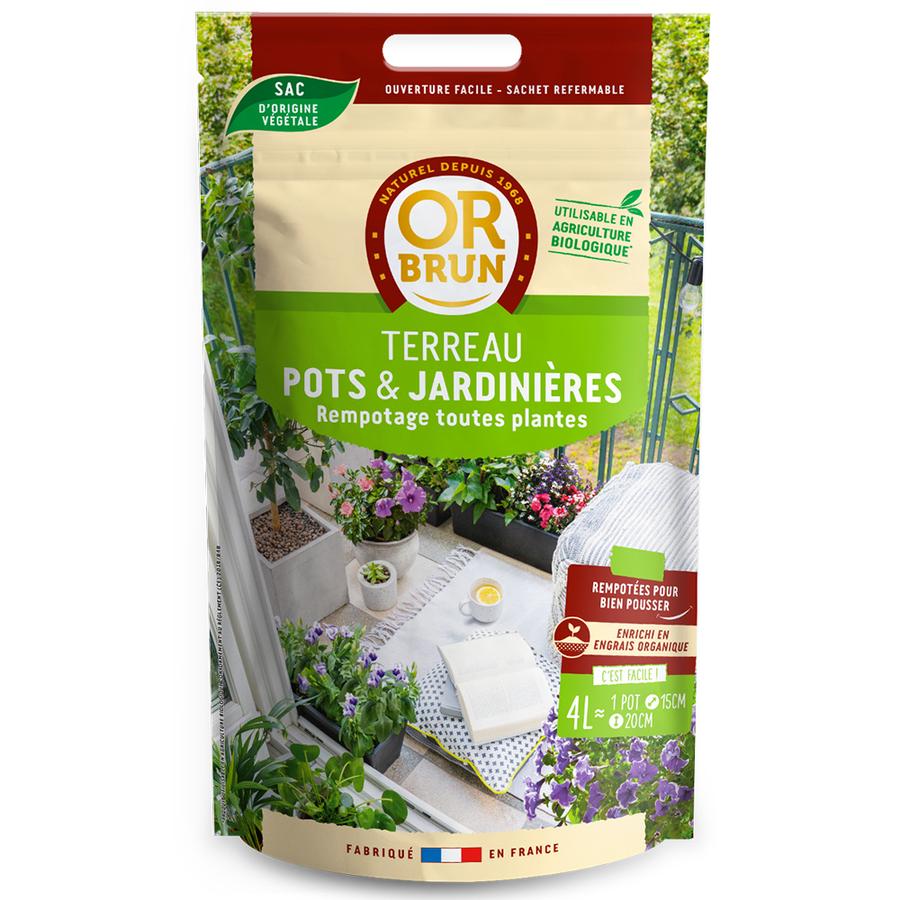 OUVERTURE FACILE - SACHET REFERMABLE
SAC
D'ORIGINE
VÉGÉTALE
NATUREL DEPUIS 1968
OR
BRUN
UTILISABLE EN
AGRICULTURE
BIOLOGIQUE*
TERREAU
POTS & JARDINIÈRES
Rempotage toutes plantes
REMPOTÉES POUR
BIEN POUSSER
ENRICHI EN
ENGRAIS ORGANIQUE
C'EST FACILE !
4L≈
1 POT 15CM
20CM
FABRIQUÉ EN FRANCE